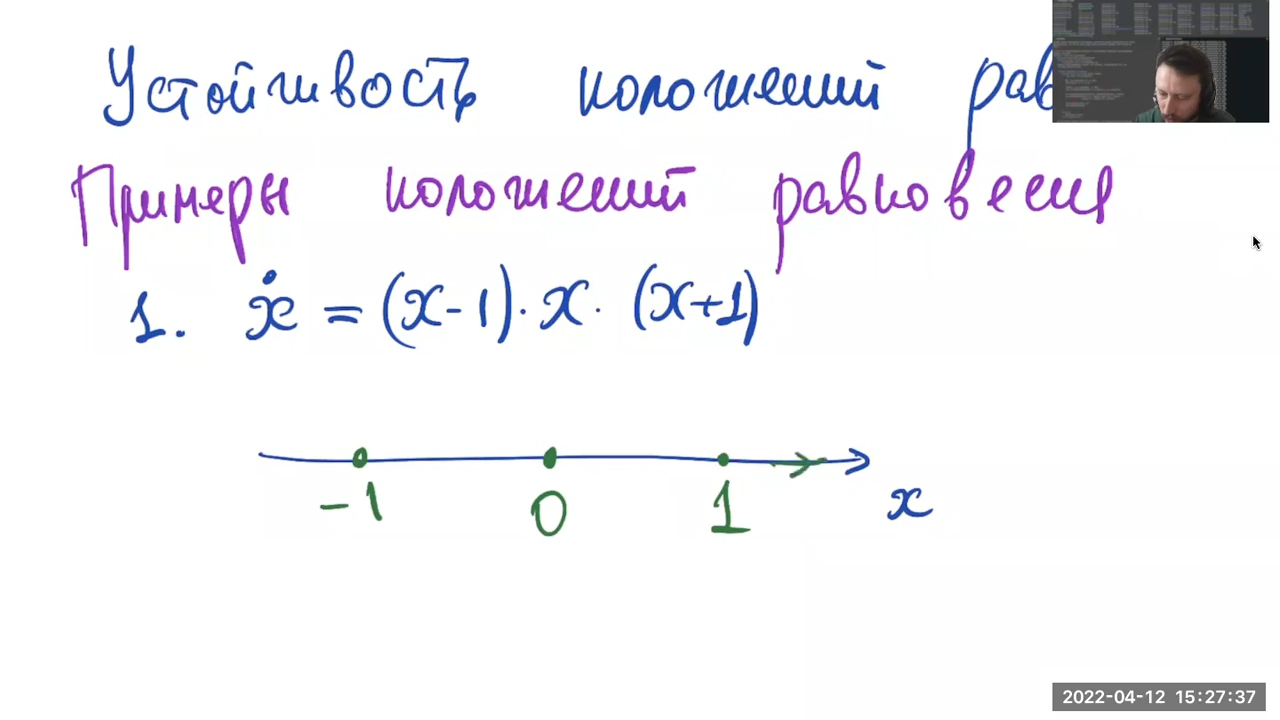 Устойчивость положений рав
Примеры положений равновесия
1. ẋ = (x-1)·x·(x+1)
-1 0 1 x
2022-04-12 15:27:37